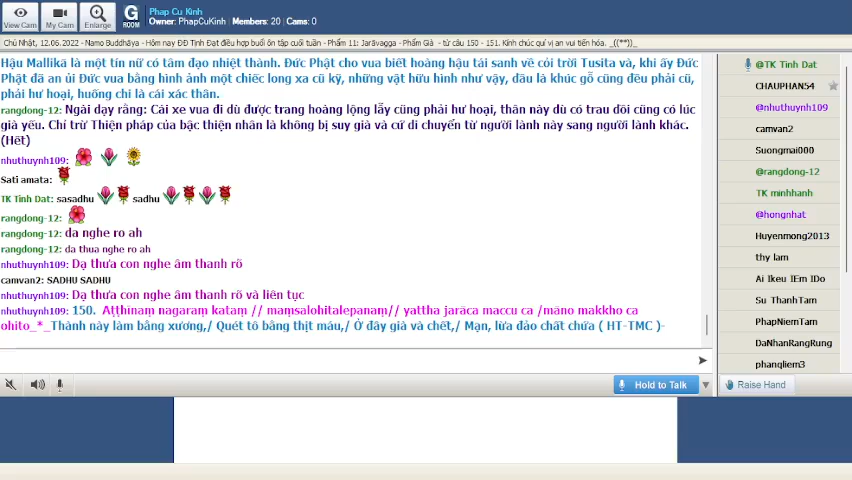 Phap Cu Kinh
Owner: PhapCuKinh | Members: 20 | Cams: 0
View Cam
My Cam
Enlarge
G
ROOM
Chủ Nhật, 12.06.2022 - Namo Buddhāya - Hôm nay ĐĐ Tịnh Đạt điều hợp buổi ôn tập cuối tuần - Phẩm 11: Jarāvagga - Phẩm Già - từ câu 150 - 151. Kính chúc quí vị an vui tiến hóa. _((**))_
Hậu Mallikā là một tín nữ có tâm đạo nhiệt thành. Đức Phật cho vua biết hoàng hậu tái sanh về cõi trời Tusita và, khi ấy Đức
Phật đã an ủi Đức vua bằng hình ảnh một chiếc long xa cũ kỹ, những vật hữu hình như vậy, dầu là khúc gỗ cũng đều phải cũ,
phải hư hoại, huống chi là cái xác thân.
rangdong-12: Ngài dạy rằng: Cái xe vua đi dù được trang hoàng lộng lẫy cũng phải hư hoại, thân này dù có trau dồi cũng có lúc
già yếu. Chỉ trừ Thiện pháp của bậc thiện nhân là không bị suy già và cứ di chuyển từ người lành này sang người lành khác.
(Hết)
nhuthuynh109:
Sati amata:
TK Tinh Dat: sasadhu sadhu
rangdong-12:
rangdong-12: da nghe ro ah
rangdong-12: da thua nghe ro ah
nhuthuynh109: Dạ thưa con nghe âm thanh rõ
camvan2: SADHU SADHU
nhuthuynh109: Dạ thưa con nghe âm thanh rõ và liên tục
nhuthuynh109: 150. Aṭṭhīnaṃ nagaraṃ kataṃ // maṃsalohitalepanaṃ// yattha jarāca maccu ca /māno makkho ca
ohito_*_Thành này làm bằng xương,/ Quét tô bằng thịt máu,/ Ở đây già và chết,/ Mạn, lừa đảo chất chứa ( HT-TMC )-
Hold to Talk
@TK Tinh Dat
CHAUPHAN54
@nhuthuynh109
camvan2
Suongmai000
@rangdong-12
TK minhhanh
@hongnhat
Huyenmong2013
thy lam
Ai lkeu IEm IDo
Su ThanhTam
PhapNiemTam
DaNhanRangRung
phanqliem3
Raise Hand